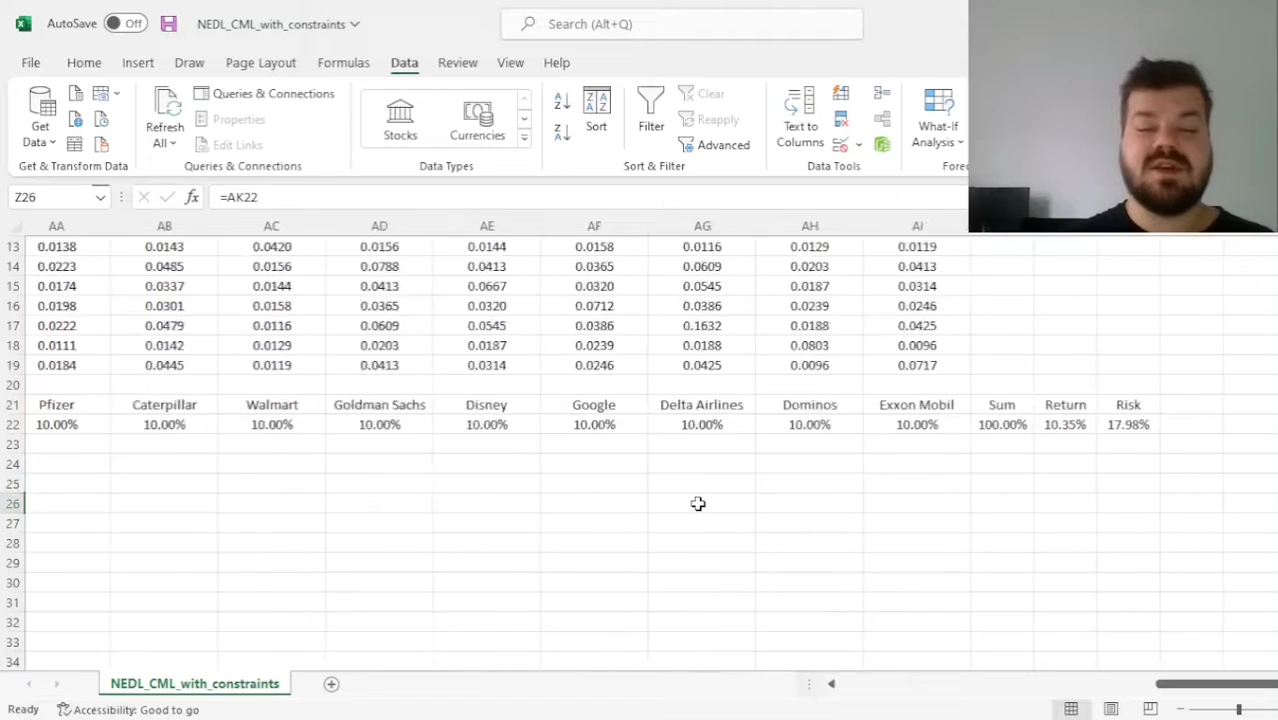 AutoSave Off NEDL_CML_with_constraints Search (Alt+Q)
File Home Insert Draw Page Layout Formulas Data Review View Help
Get Data Refresh All Queries & Connections Properties Edit Links Stocks Currencies Sort Filter Clear Reapply Advanced Text to Columns What-If Analysis
Get & Transform Data Queries & Connections Data Types Sort & Filter Data Tools Forec
Z26 fx =AK22
AA AB AC AD AE AF AG AH AI
13 0.0138 0.0143 0.0420 0.0156 0.0144 0.0158 0.0116 0.0129 0.0119
14 0.0223 0.0485 0.0156 0.0788 0.0413 0.0365 0.0609 0.0203 0.0413
15 0.0174 0.0337 0.0144 0.0413 0.0667 0.0320 0.0545 0.0187 0.0314
16 0.0198 0.0301 0.0158 0.0365 0.0320 0.0712 0.0386 0.0239 0.0246
17 0.0222 0.0479 0.0116 0.0609 0.0545 0.0386 0.1632 0.0188 0.0425
18 0.0111 0.0142 0.0129 0.0203 0.0187 0.0239 0.0188 0.0803 0.0096
19 0.0184 0.0445 0.0119 0.0413 0.0314 0.0246 0.0425 0.0096 0.0717
20
21 Pfizer Caterpillar Walmart Goldman Sachs Disney Google Delta Airlines Dominos Exxon Mobil Sum Return Risk
22 10.00% 10.00% 10.00% 10.00% 10.00% 10.00% 10.00% 10.00% 10.00% 100.00% 10.35% 17.98%
23
24
25
26
27
28
29
30
31
32
33
34
NEDL_CML_with_constraints
Ready Accessibility: Good to go